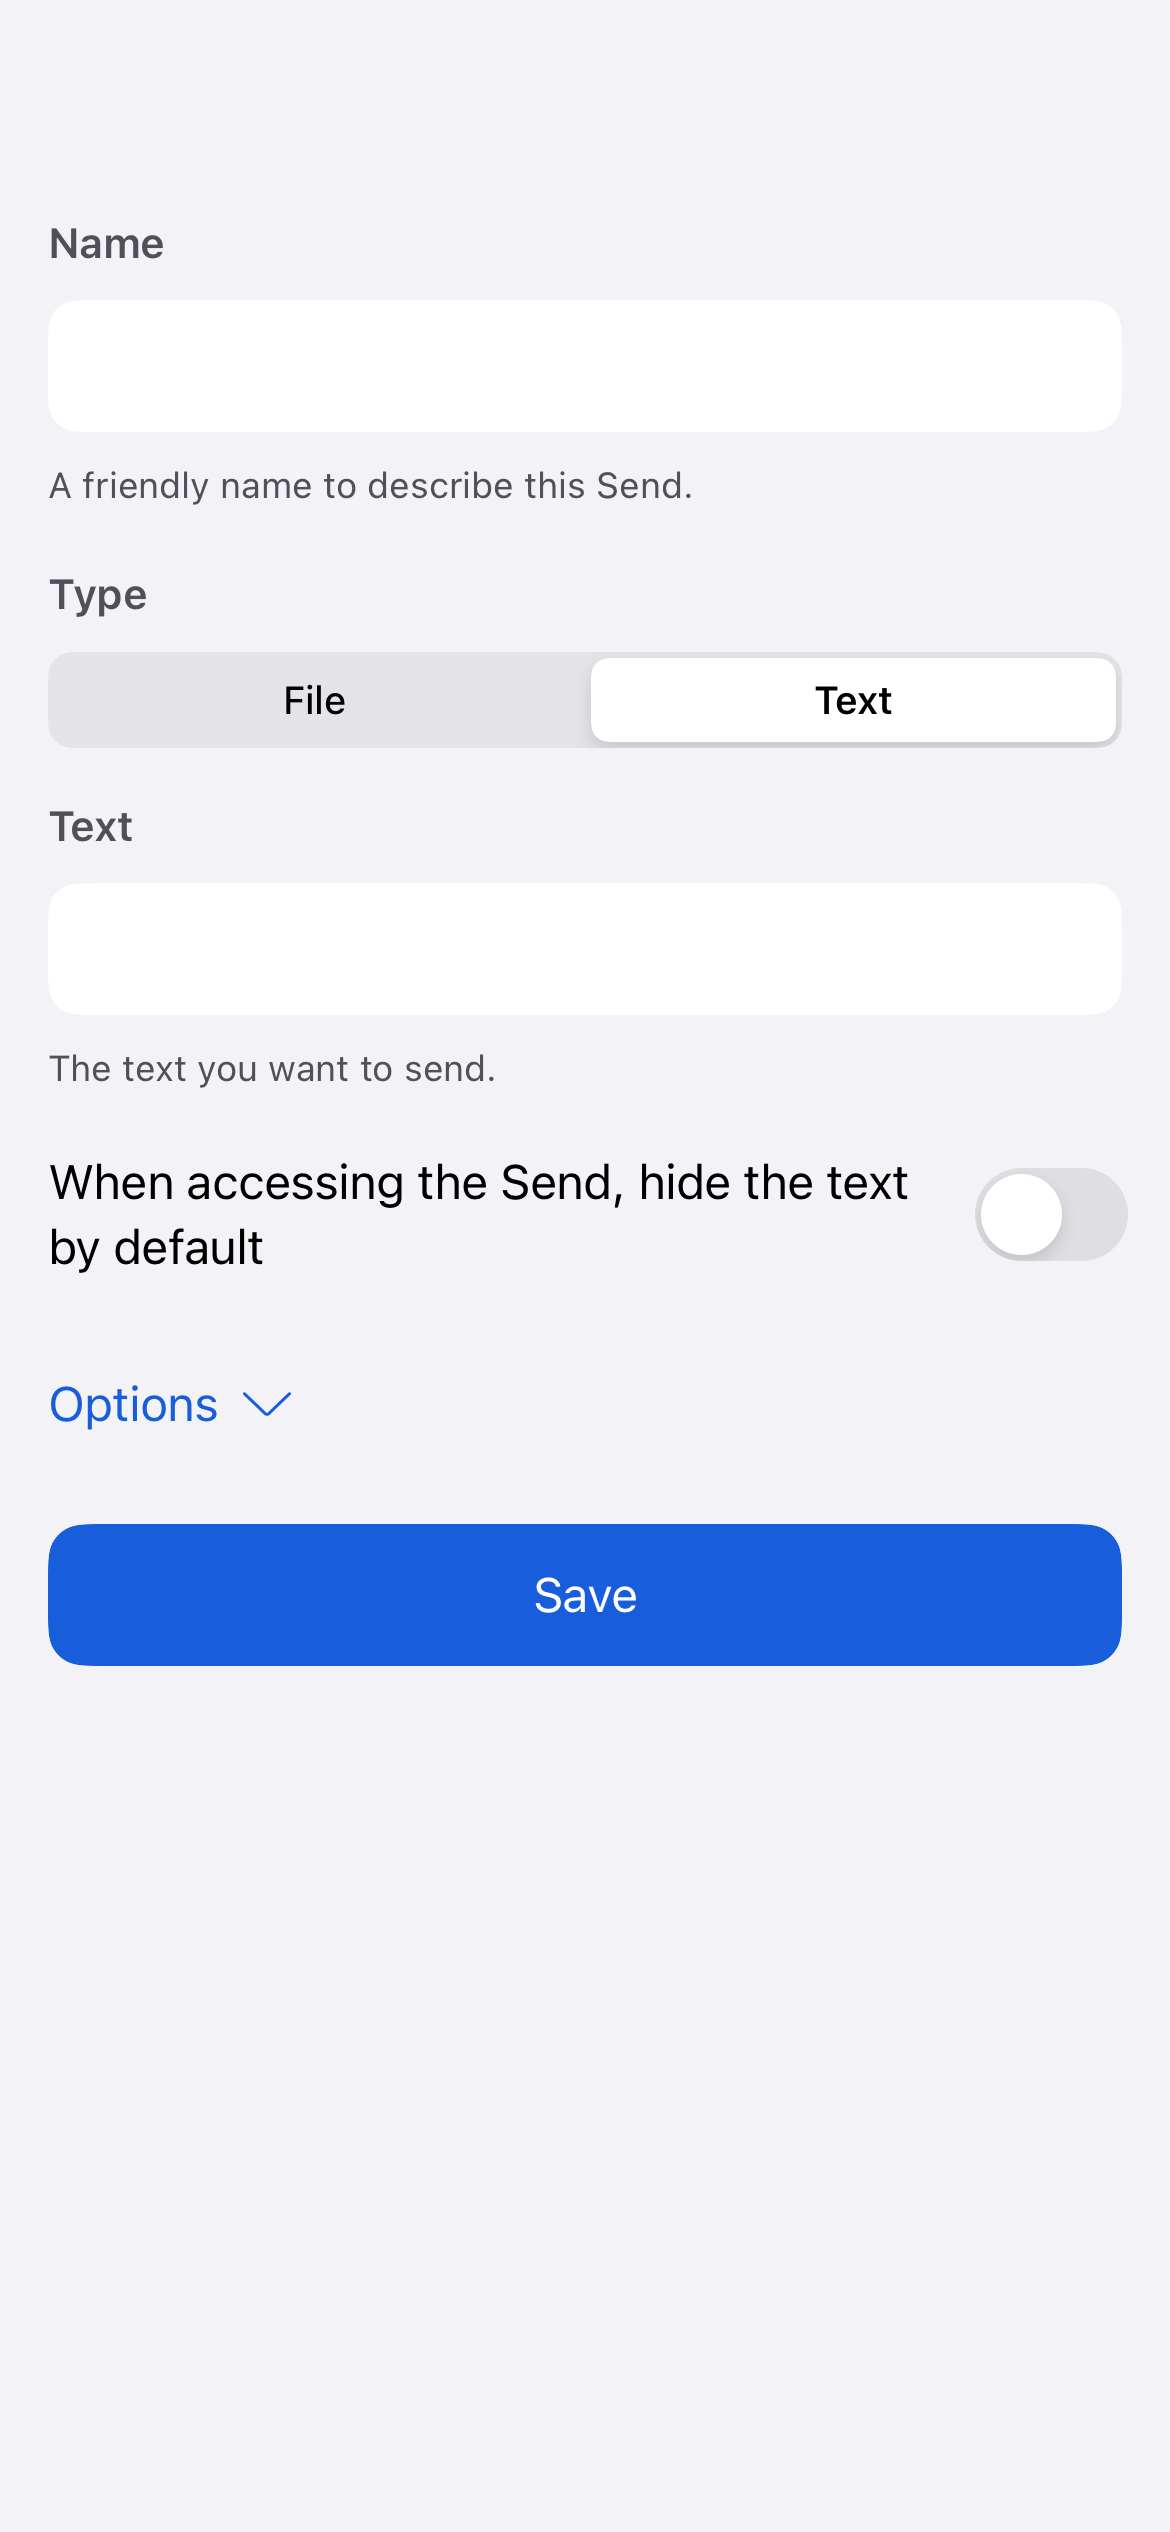 Name
A friendly name to describe this Send.
Type
File
Text
Text
The text you want to send.
When accessing the Send, hide the text
by default
Options
Save